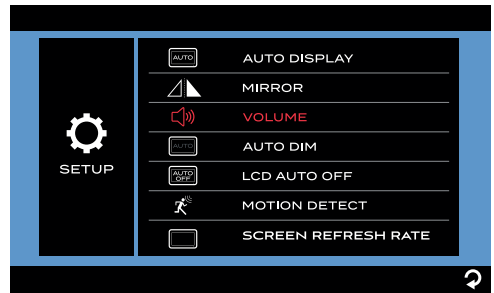 AUTO
AUTO DISPLAY
MIRROR
VOLUME
SETUP
AUTO
AUTO DIM
AUTO
OFF
LCD AUTO OFF
MOTION DETECT
SCREEN REFRESH RATE